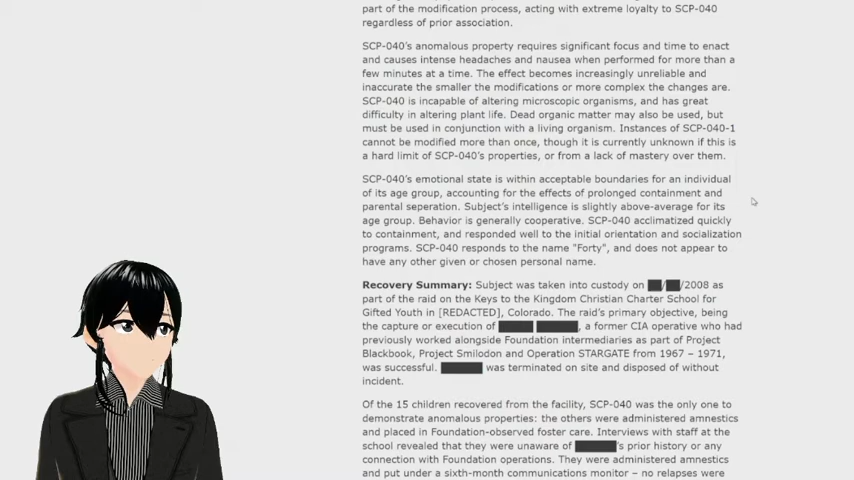 part of the modification process, acting with extreme loyalty to SCP-040
regardless of prior association.
SCP-040's anomalous property requires significant focus and time to enact
and causes intense headaches and nausea when performed for more than a
few minutes at a time. The effect becomes increasingly unreliable and
inaccurate the smaller the modifications or more complex the changes are.
SCP-040 is incapable of altering microscopic organisms, and has great
difficulty in altering plant life. Dead organic matter may also be used, but
must be used in conjunction with a living organism. Instances of SCP-040-1
cannot be modified more than once, though it is currently unknown if this is
a hard limit of SCP-040's properties, or from a lack of mastery over them.
SCP-040's emotional state is within acceptable boundaries for an individual
of its age group, accounting for the effects of prolonged containment and
parental seperation. Subject's intelligence is slightly above-average for its
age group. Behavior is generally cooperative. SCP-040 acclimatized quickly
to containment, and responded well to the initial orientation and socialization
programs. SCP-040 responds to the name "Forty", and does not appear to
have any other given or chosen personal name.
Recovery Summary: Subject was taken into custody on ██/██/2008 as
part of the raid on the Keys to the Kingdom Christian Charter School for
Gifted Youth in [REDACTED], Colorado. The raid's primary objective, being
the capture or execution of █████ ██████, a former CIA operative who had
previously worked alongside Foundation intermediaries as part of Project
Blackbook, Project Smilodon and Operation STARGATE from 1967 – 1971,
was successful. ██████ was terminated on site and disposed of without
incident.
Of the 15 children recovered from the facility, SCP-040 was the only one to
demonstrate anomalous properties: the others were administered amnestics
and placed in Foundation-observed foster care. Interviews with staff at the
school revealed that they were unaware of ██████'s prior history or any
connection with Foundation operations. They were administered amnestics
and put under a sixth-month communications monitor – no relapses were